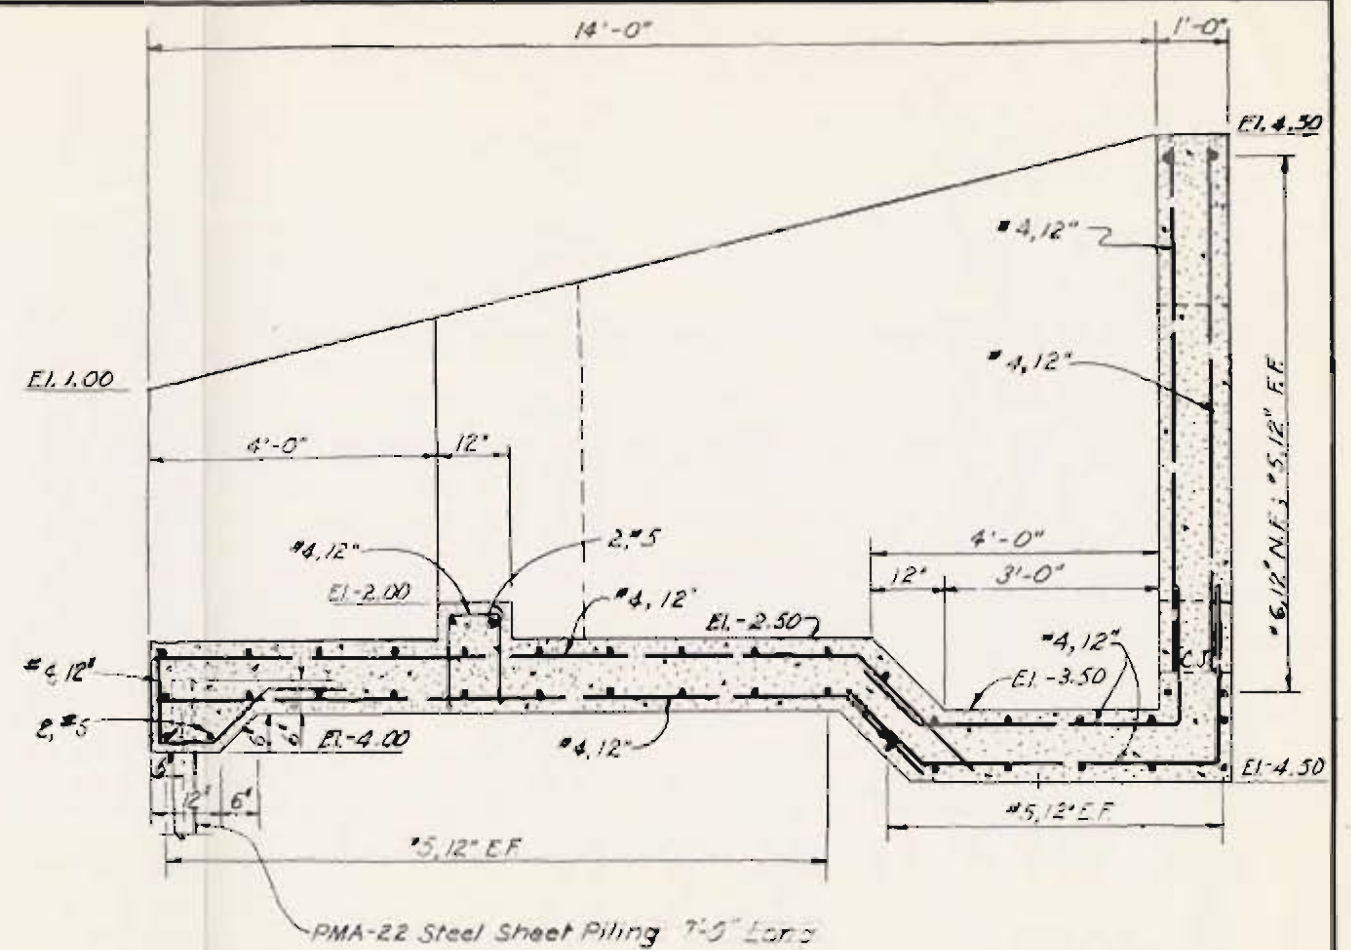 14'-0"
1'-0"
El. 4.50
#4,12"
#4,12"
El. 1.00
4'-0"
12"
#6,12" N.F.; #5,12" F.F.
#4,12"
2,#5
4'-0"
12"
3'-0"
El.-2.00
#4,12"
El.-2.50
#4,12"
#4,12"
C.J.
El.-3.50
2,#5
6"
6"
El.-4.00
#4,12"
El.-4.50
6"
12"
6"
#5,12" E.F.
#5,12" E.F.
PMA-22 Steel Sheet Piling Long